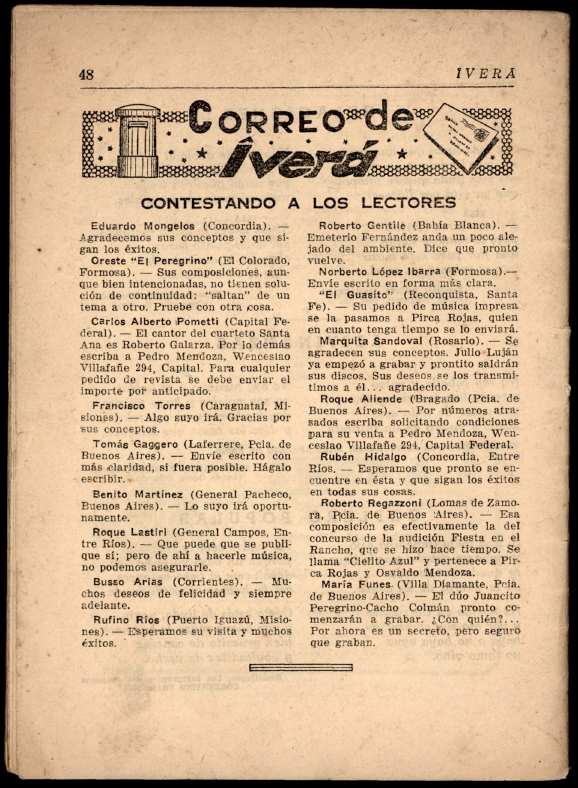 48
IVERÁ
CORREO de
Iverá
CONTESTANDO A LOS LECTORES
Eduardo Mongelos (Concordia). —
Agradecemos sus conceptos y que si-
gan los éxitos.
Oreste "El Peregrino" (El Colorado,
Formosa). — Sus composiciones, aun-
que bien intencionadas, no tienen solu-
ción de continuidad: "saltan" de un
tema a otro. Pruebe con otra cosa.
Carlos Alberto Pometti (Capital Fe-
deral). — El cantor del cuarteto Santa
Ana es Roberto Galarza. Por lo demás
escriba a Pedro Mendoza, Wenceslao
Villafañe 294, Capital. Para cualquier
pedido de revista se debe enviar el
importe por anticipado.
Francisco Torres (Caraguataí, Mi-
siones). — Algo suyo irá. Gracias por
sus conceptos.
Tomás Gaggero (Laferrere, Pcia. de
Buenos Aires). — Envíe escrito con
más claridad, si fuera posible. Hágalo
escribir.
Benito Martínez (General Pacheco,
Buenos Aires). — Lo suyo irá oportu-
namente.
Roque Lastiri (General Campos, En-
tre Ríos). — Que puede que se publi-
que sí; pero de ahí a hacerle música,
no podemos asegurarle.
Busso Arias (Corrientes). — Mu-
chos deseos de felicidad y siempre
adelante.
Rufino Ríos (Puerto Iguazú, Misio-
nes). — Esperamos su visita y muchos
éxitos.
Roberto Gentile (Bahía Blanca). —
Emeterio Fernández anda un poco ale-
jado del ambiente. Dice que pronto
vuelve.
Norberto López Ibarra (Formosa).—
Envíe escrito en forma más clara.
"El Guasito" (Reconquista, Santa
Fe). — Su pedido de música impresa
se la pasamos a Pirca Rojas, quien
en cuanto tenga tiempo se lo enviará.
Marquita Sandoval (Rosario). — Se
agradecen sus conceptos. Julio Luján
ya empezó a grabar y prontito saldrán
sus discos. Sus deseos se los transmi-
timos a él... agradecido.
Roque Aliende (Bragado (Pcia. de
Buenos Aires). — Por números atra-
sados escriba solicitando condiciones
para su venta a Pedro Mendoza, Wen-
ceslao Villafañe 294, Capital Federal.
Rubén Hidalgo (Concordia, Entre
Ríos. — Esperamos que pronto se en-
cuentre en ésta y que sigan los éxitos
en todas sus cosas.
Roberto Regazzoni (Lomas de Zamo-
ra, Pcia. de Buenos Aires). — Esa
composición es efectivamente la del
concurso de la audición Fiesta en el
Rancho, que se hizo hace tiempo. Se
llama "Cielito Azul" y pertenece a Pir-
ca Rojas y Osvaldo Mendoza.
María Funes (Villa Diamante, Pcia.
de Buenos Aires). — El dúo Juancito
Peregrino-Cacho Colmán pronto co-
menzarán a grabar. ¿Con quién?...
Por ahora es un secreto, pero seguro
que graban.